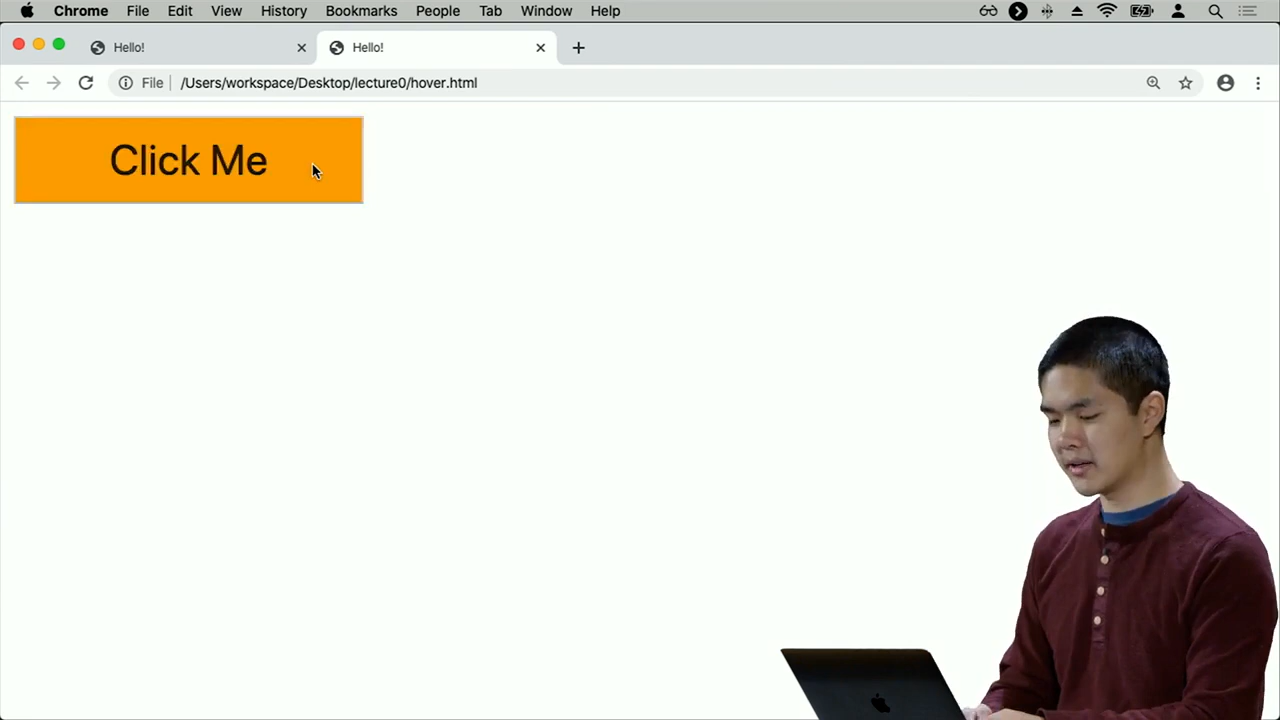 Chrome File Edit View History Bookmarks People Tab Window Help
Hello! Hello!
File /Users/workspace/Desktop/lecture0/hover.html
Click Me